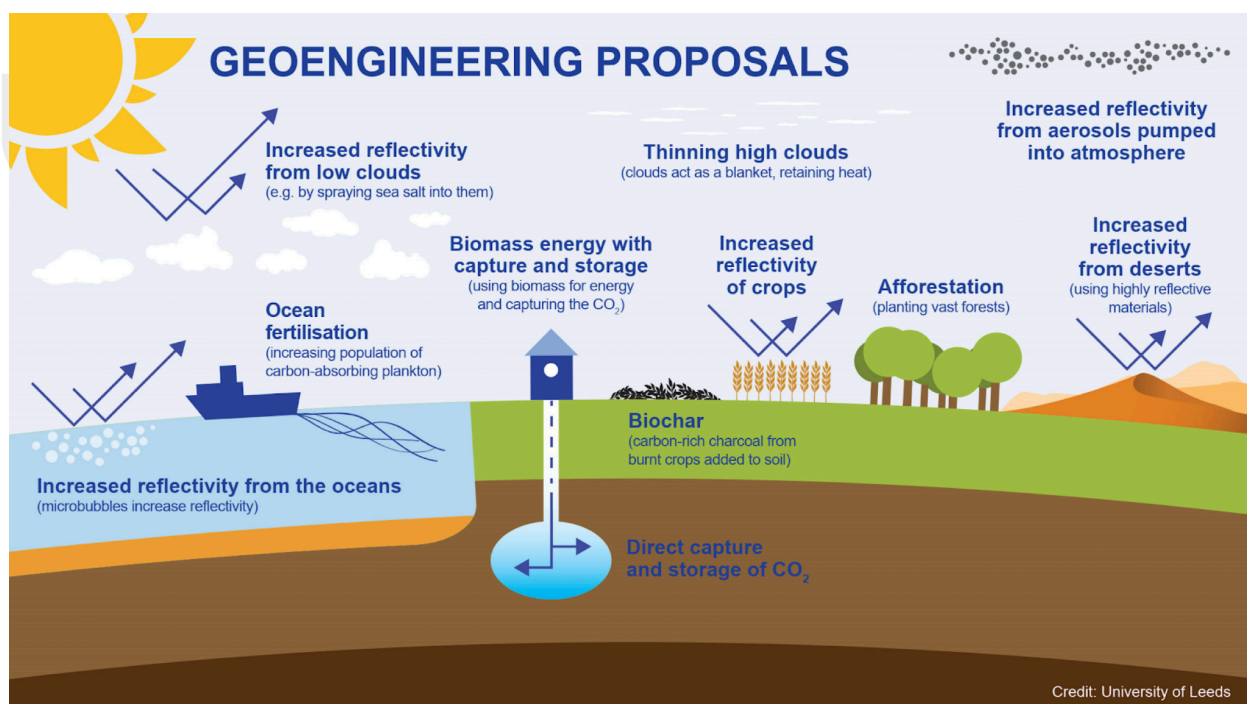 GEOENGINEERING PROPOSALS
Increased reflectivity
from low clouds
(e.g. by spraying sea salt into them)
Thinning high clouds
(clouds act as a blanket, retaining heat)
Increased reflectivity
from aerosols pumped
into atmosphere
Ocean
fertilisation
(increasing population of
carbon-absorbing plankton)
Biomass energy with
capture and storage
(using biomass for energy
and capturing the CO₂)
Increased
reflectivity
of crops
Afforestation
(planting vast forests)
Increased
reflectivity
from deserts
(using highly reflective
materials)
Increased reflectivity from the oceans
(microbubbles increase reflectivity)
Biochar
(carbon-rich charcoal from
burnt crops added to soil)
Direct capture
and storage of CO₂
Credit: University of Leeds